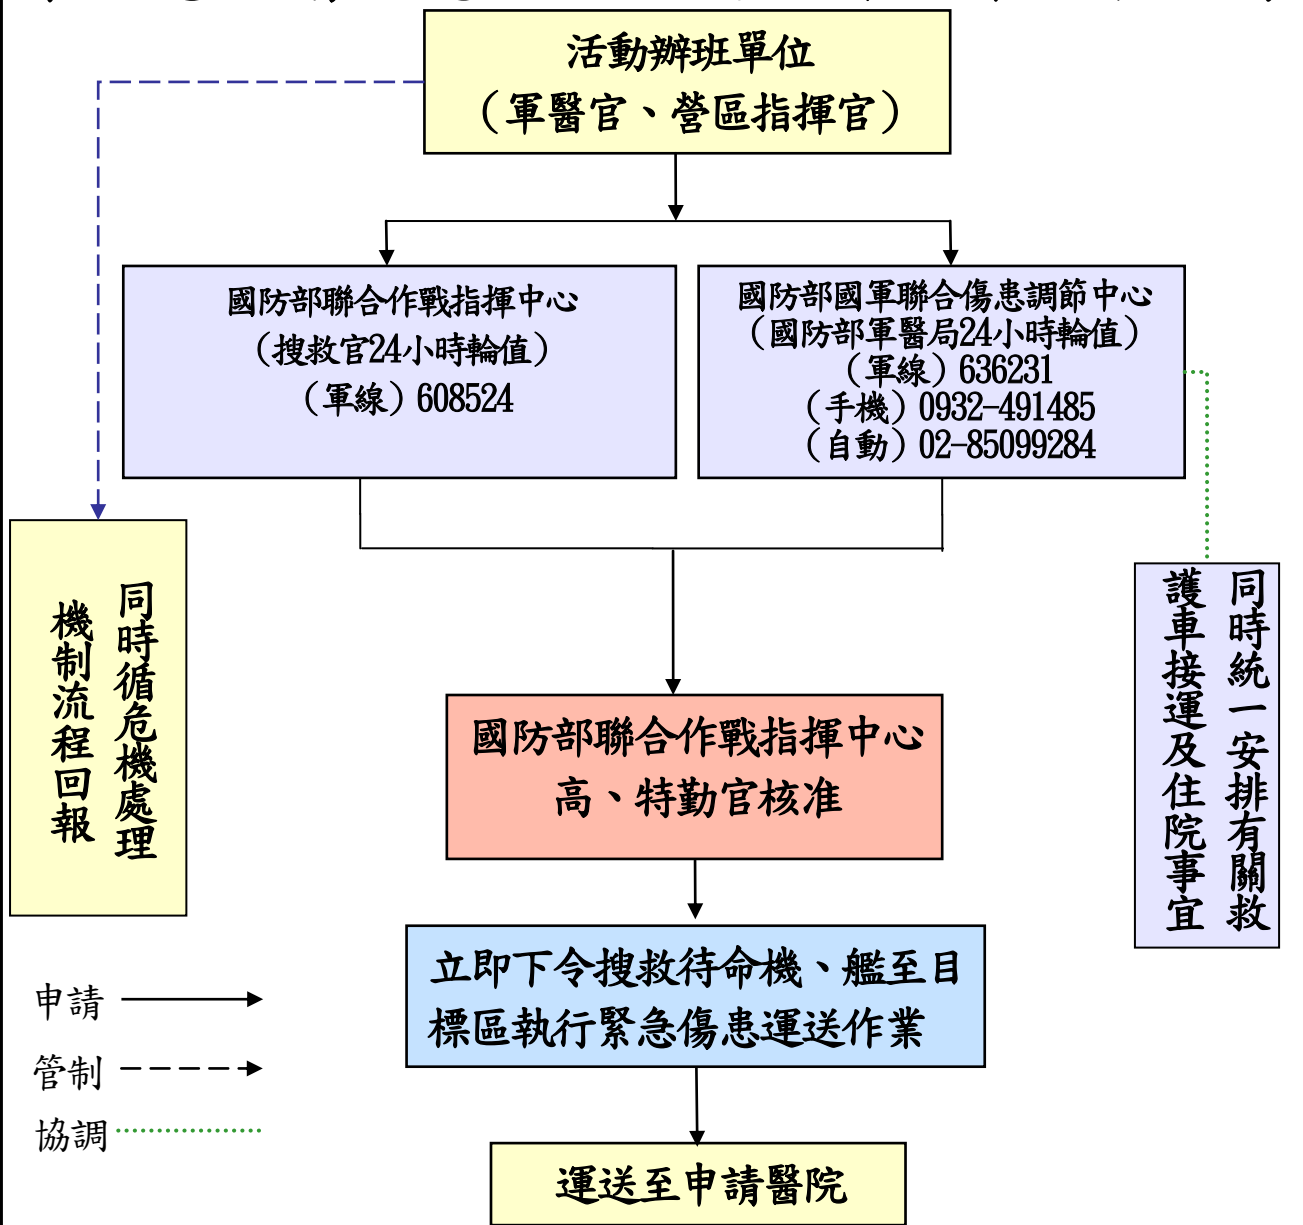 活動辦班單位
（軍醫官、營區指揮官）
國防部聯合作戰指揮中心
（搜救官24小時輪值）
（軍線）608524
國防部國軍聯合傷患調節中心
（國防部軍醫局24小時輪值）
（軍線）636231
（手機）0932-491485
（自動）02-85099284
同時循危機處理
機制流程回報
同時統一安排有關救
護車接運及住院事宜
國防部聯合作戰指揮中心
高、特勤官核准
立即下令搜救待命機、艦至目
標區執行緊急傷患運送作業
運送至申請醫院
申請
管制
協調